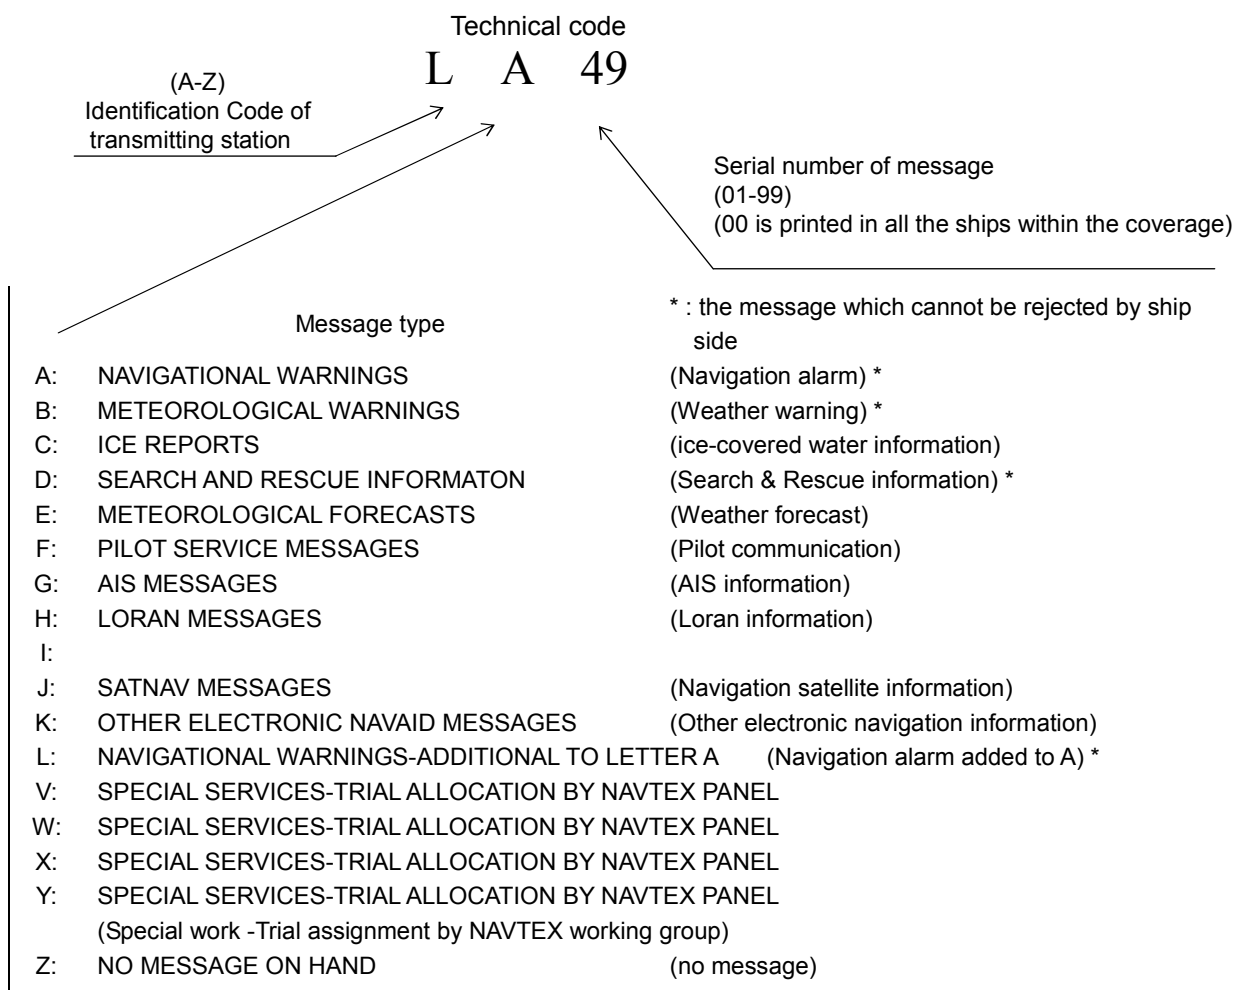 Technical code
L A 49
(A-Z)
Identification Code of
transmitting station
Serial number of message
(01-99)
(00 is printed in all the ships within the coverage)
Message type
* : the message which cannot be rejected by ship
side
A: NAVIGATIONAL WARNINGS (Navigation alarm) *
B: METEOROLOGICAL WARNINGS (Weather warning) *
C: ICE REPORTS (ice-covered water information)
D: SEARCH AND RESCUE INFORMATON (Search & Rescue information) *
E: METEOROLOGICAL FORECASTS (Weather forecast)
F: PILOT SERVICE MESSAGES (Pilot communication)
G: AIS MESSAGES (AIS information)
H: LORAN MESSAGES (Loran information)
I:
J: SATNAV MESSAGES (Navigation satellite information)
K: OTHER ELECTRONIC NAVAID MESSAGES (Other electronic navigation information)
L: NAVIGATIONAL WARNINGS-ADDITIONAL TO LETTER A (Navigation alarm added to A) *
V: SPECIAL SERVICES-TRIAL ALLOCATION BY NAVTEX PANEL
W: SPECIAL SERVICES-TRIAL ALLOCATION BY NAVTEX PANEL
X: SPECIAL SERVICES-TRIAL ALLOCATION BY NAVTEX PANEL
Y: SPECIAL SERVICES-TRIAL ALLOCATION BY NAVTEX PANEL
(Special work -Trial assignment by NAVTEX working group)
Z: NO MESSAGE ON HAND (no message)